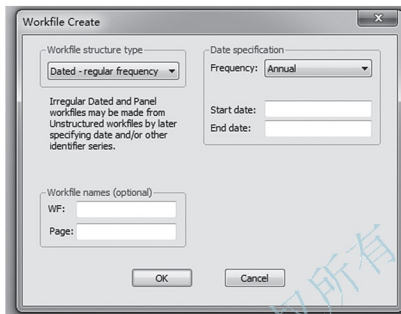 Workfile Create
Workfile structure type
Dated - regular frequency
Irregular Dated and Panel
workfiles may be made from
Unstructured workfiles by later
specifying date and/or other
identifier series.
Date specification
Frequency: Annual
Start date:
End date:
Workfile names (optional)
WF:
Page:
OK
Cancel
所有